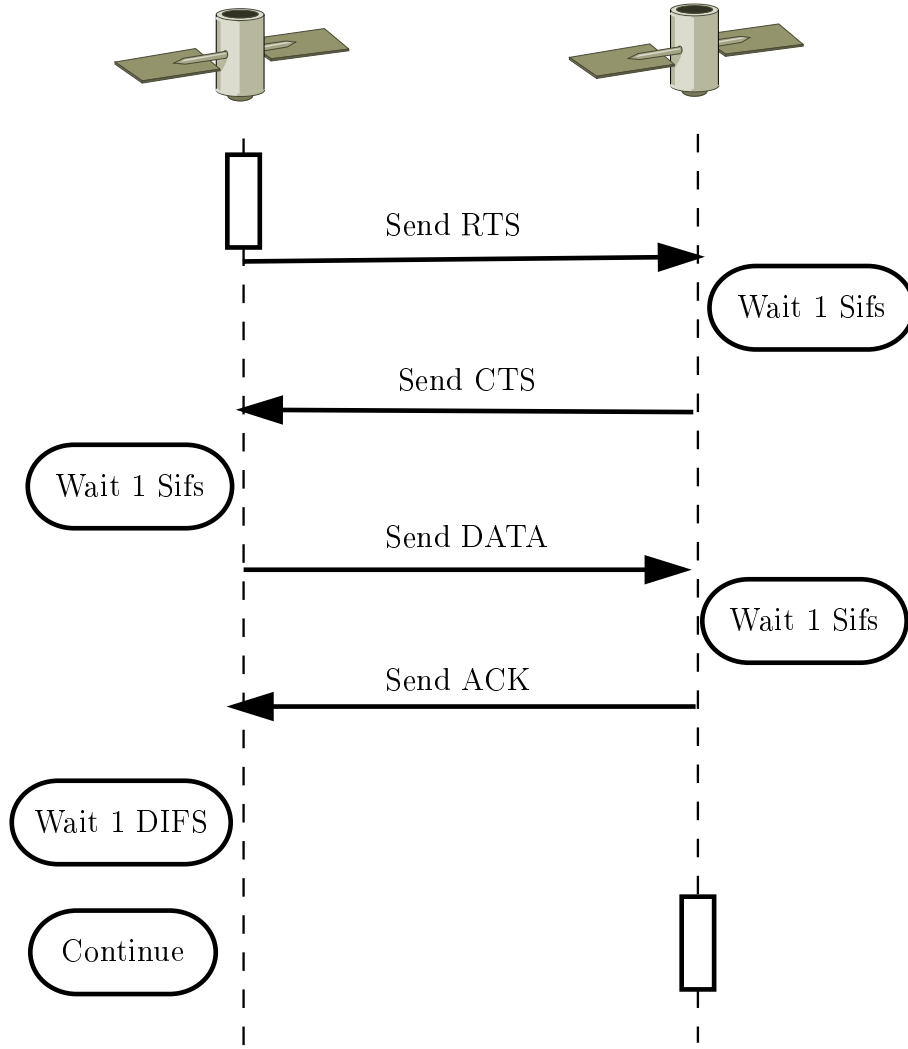 Send RTS
Wait 1 Sifs
Send CTS
Wait 1 Sifs
Send DATA
Wait 1 Sifs
Send ACK
Wait 1 DIFS
Continue